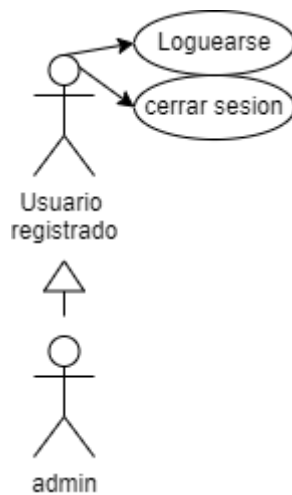 Loguearse
cerrar sesion
Usuario
registrado
admin